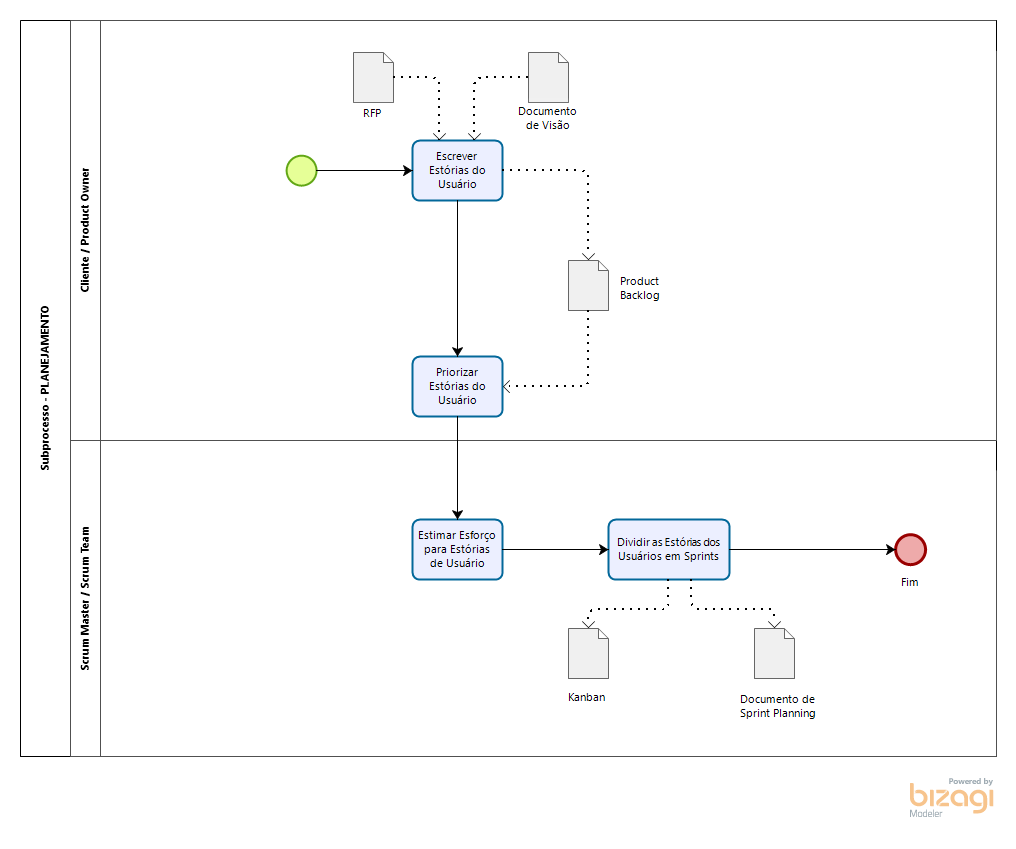 Subprocesso - PLANEJAMENTO
Cliente / Product Owner
RFP
Documento
de Visão
Escrever
Estórias do
Usuário
Product
Backlog
Priorizar
Estórias do
Usuário
Scrum Master / Scrum Team
Estimar Esforço
para Estórias
de Usuário
Dividir as Estórias dos
Usuários em Sprints
Fim
Kanban
Documento de
Sprint Planning
Powered by
bizagi
Modeler